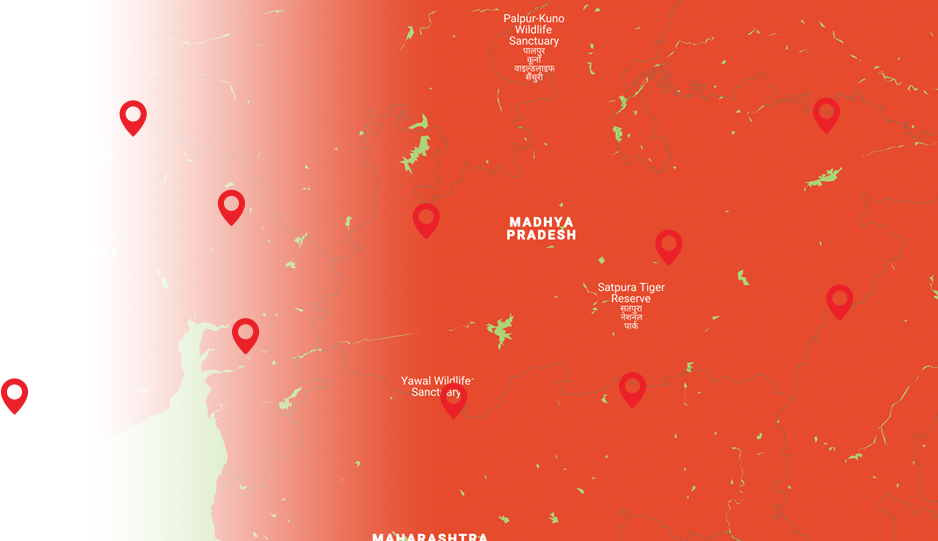 Palpur-Kuno
Wildlife
Sanctuary
पालपुर
कूनो
वाइल्डलाइफ
सैंचुरी
MADHYA
PRADESH
Satpura Tiger
Reserve
सतपुरा
नेशनल
पार्क
Yawal Wildlife
Sanctuary
MAHARASHTRA